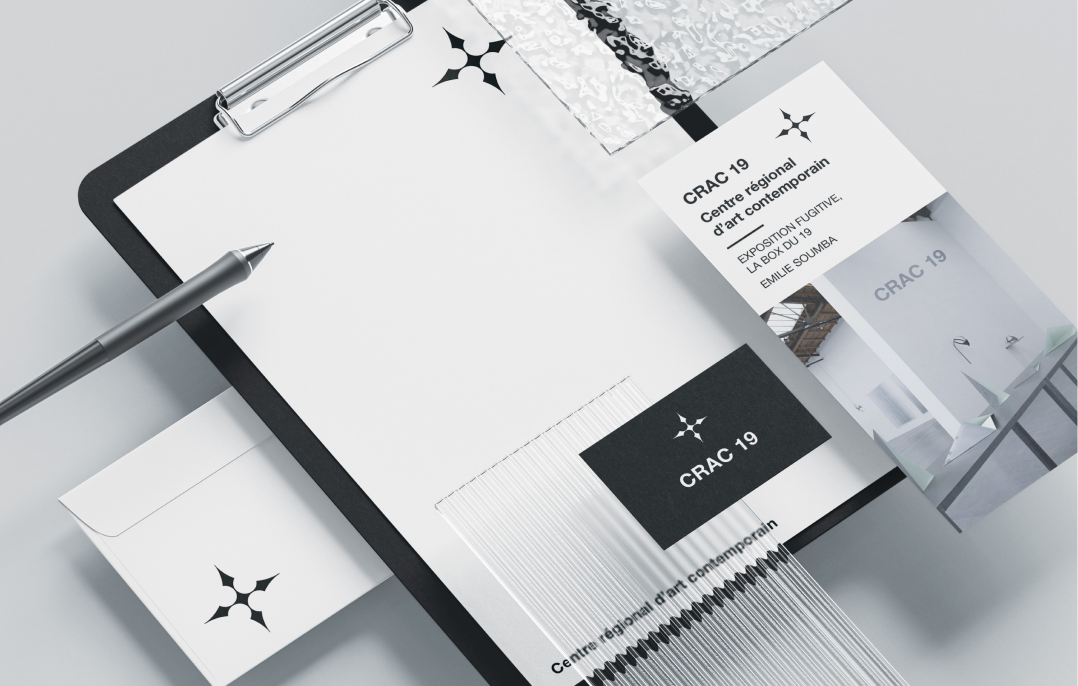 CRAC 19
Centre régional
d'art contemporain
EXPOSITION FUGITIVE,
LA BOX DU 19
EMILIE SOUMBA
CRAC 19
CRAC 19
Centre régional d'art contemporain